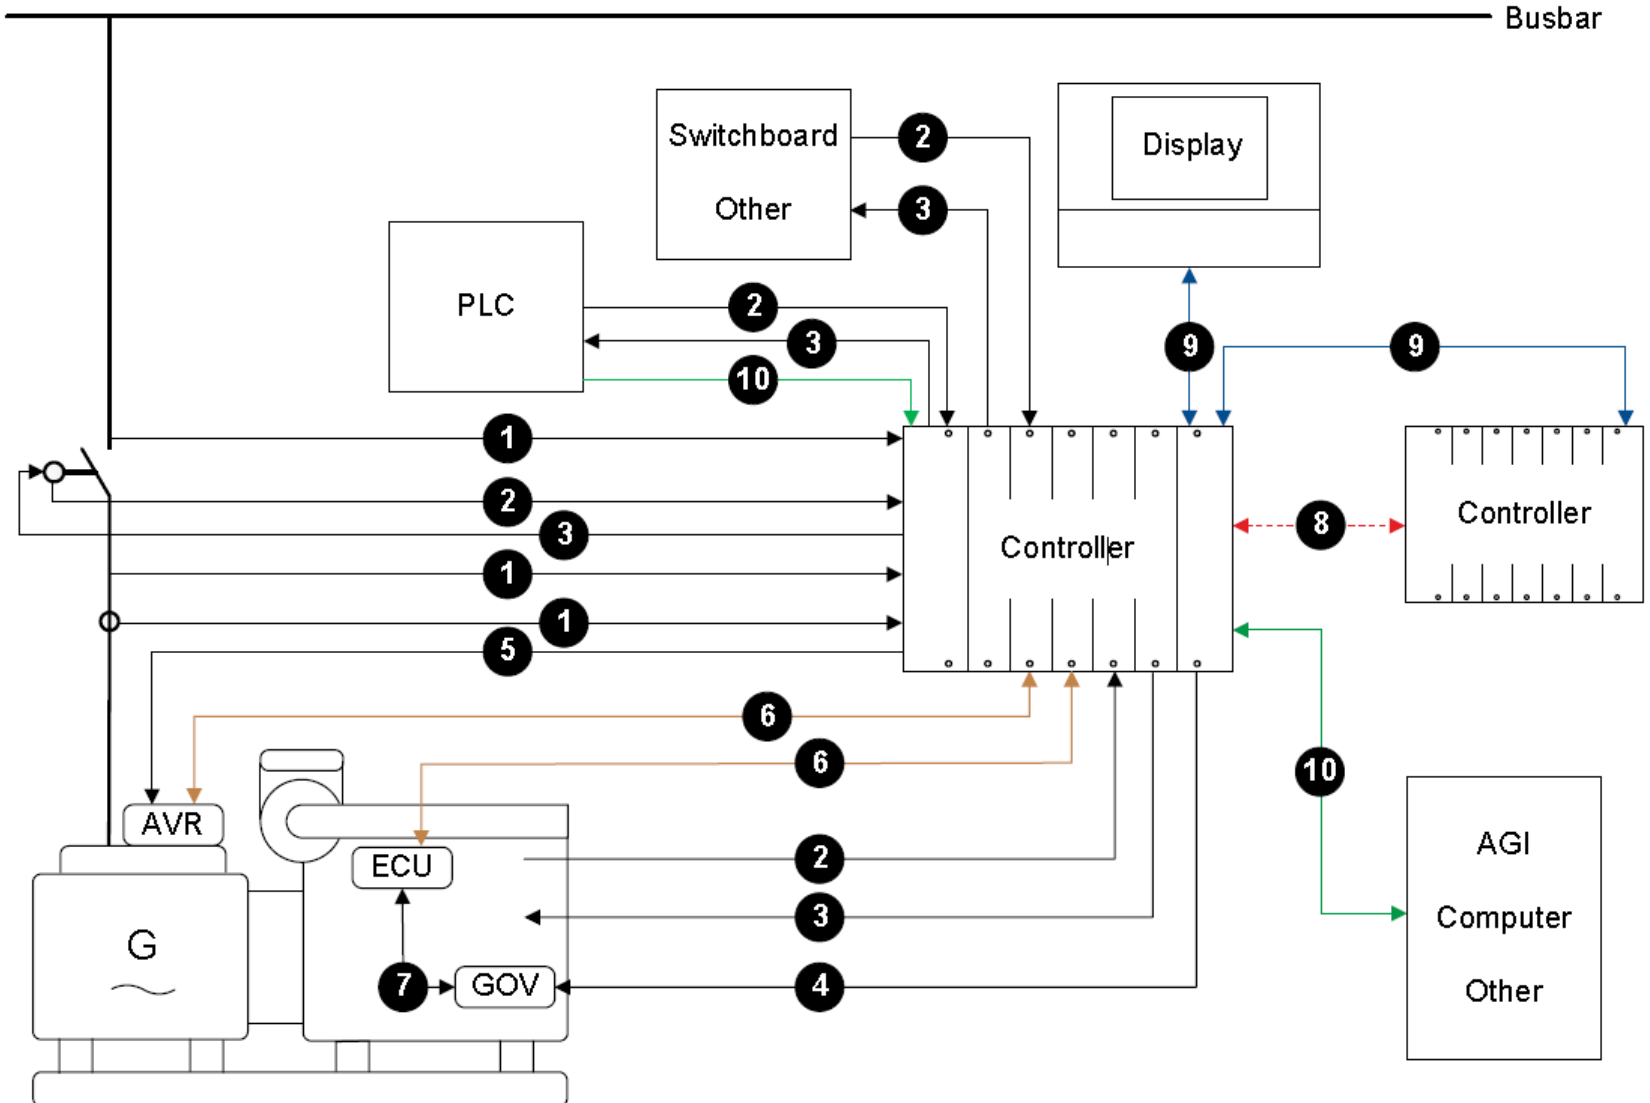 Busbar
Switchboard
2
Display
Other
3
PLC
2
3
9
9
10
1
2
Controller
8
3
Controller
1
1
5
6
6
10
AVR
AGI
2
ECU
3
Computer
G
7
GOV
4
Other